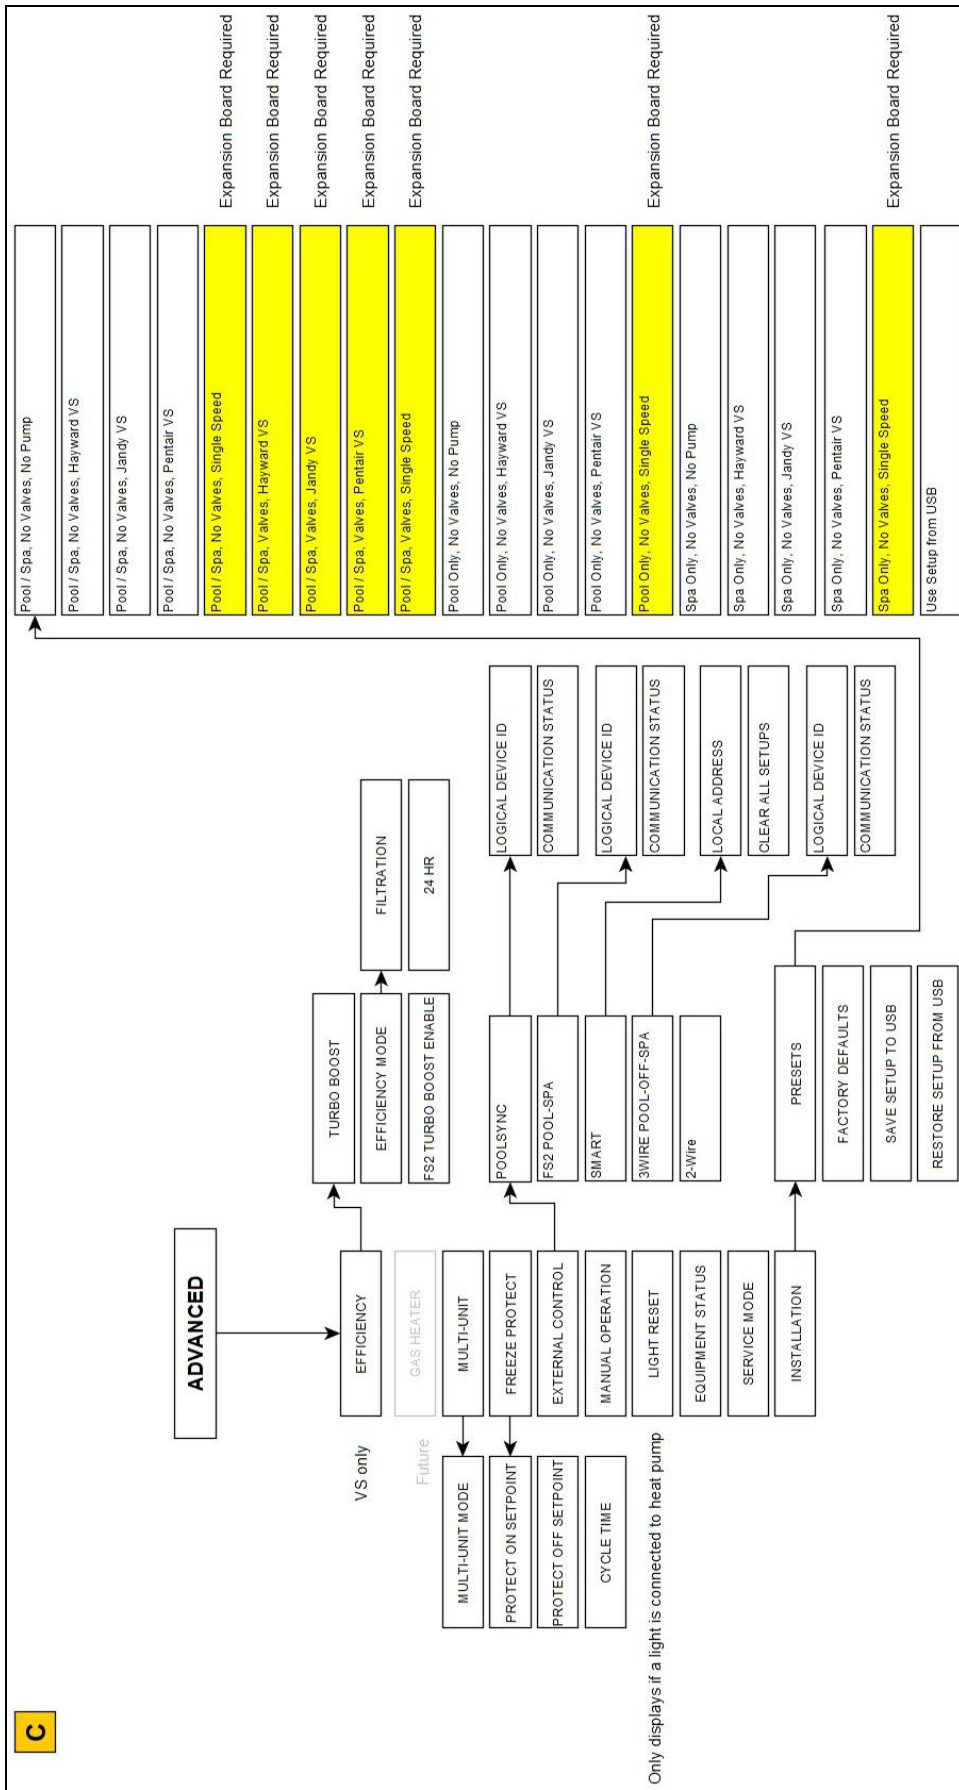 C
ADVANCED
VS only
EFFICIENCY
Future
GAS HEATER
MULTI-UNIT
FREEZE PROTECT
EXTERNAL CONTROL
MANUAL OPERATION
Only displays if a light is connected to heat pump
LIGHT RESET
EQUIPMENT STATUS
SERVICE MODE
INSTALLATION
MULTI-UNIT MODE
PROTECT ON SETPOINT
PROTECT OFF SETPOINT
CYCLE TIME
TURBO BOOST
EFFICIENCY MODE
FS2 TURBO BOOST ENABLE
FILTRATION
24 HR
POOLSYNC
FS2 POOL-SPA
SMART
3WIRE POOL-OFF-SPA
2-Wire
LOGICAL DEVICE ID
COMMUNICATION STATUS
LOGICAL DEVICE ID
COMMUNICATION STATUS
LOCAL ADDRESS
CLEAR ALL SETUPS
LOGICAL DEVICE ID
COMMUNICATION STATUS
PRESETS
FACTORY DEFAULTS
SAVE SETUP TO USB
RESTORE SETUP FROM USB
Pool / Spa, No Valves, No Pump
Pool / Spa, No Valves, Hayward VS
Pool / Spa, No Valves, Jandy VS
Pool / Spa, No Valves, Pentair VS
Pool / Spa, No Valves, Single Speed
Expansion Board Required
Pool / Spa, Valves, Hayward VS
Expansion Board Required
Pool / Spa, Valves, Jandy VS
Expansion Board Required
Pool / Spa, Valves, Pentair VS
Expansion Board Required
Pool / Spa, Valves, Single Speed
Expansion Board Required
Pool Only, No Valves, No Pump
Pool Only, No Valves, Hayward VS
Pool Only, No Valves, Jandy VS
Pool Only, No Valves, Pentair VS
Pool Only, No Valves, Single Speed
Expansion Board Required
Spa Only, No Valves, No Pump
Spa Only, No Valves, Hayward VS
Spa Only, No Valves, Jandy VS
Spa Only, No Valves, Pentair VS
Spa Only, No Valves, Single Speed
Expansion Board Required
Use Setup from USB